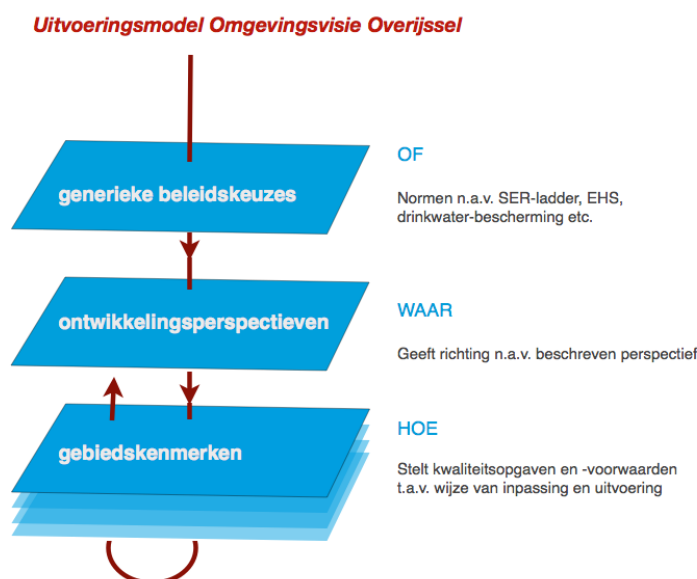 Uitvoeringsmodel Omgevingsvisie Overijssel
generieke beleidskeuzes
OF
Normen n.a.v. SER-ladder, EHS,
drinkwater-bescherming etc.
ontwikkelingsperspectieven
WAAR
Geeft richting n.a.v. beschreven perspectief
gebiedskenmerken
HOE
Stelt kwaliteitsopgaven en -voorwaarden
t.a.v. wijze van inpassing en uitvoering